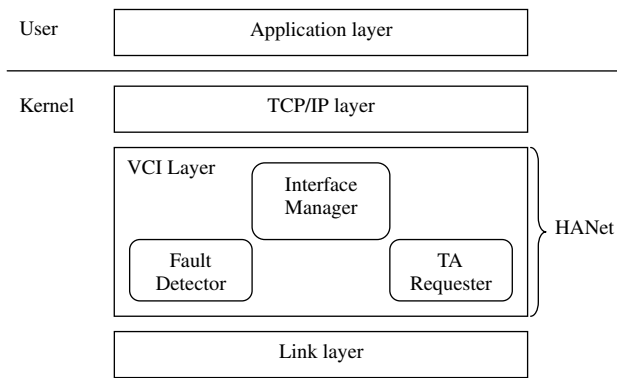 User
Application layer
Kernel
TCP/IP layer
VCI Layer
Interface
Manager
HANet
Fault
Detector
TA
Requester
Link layer